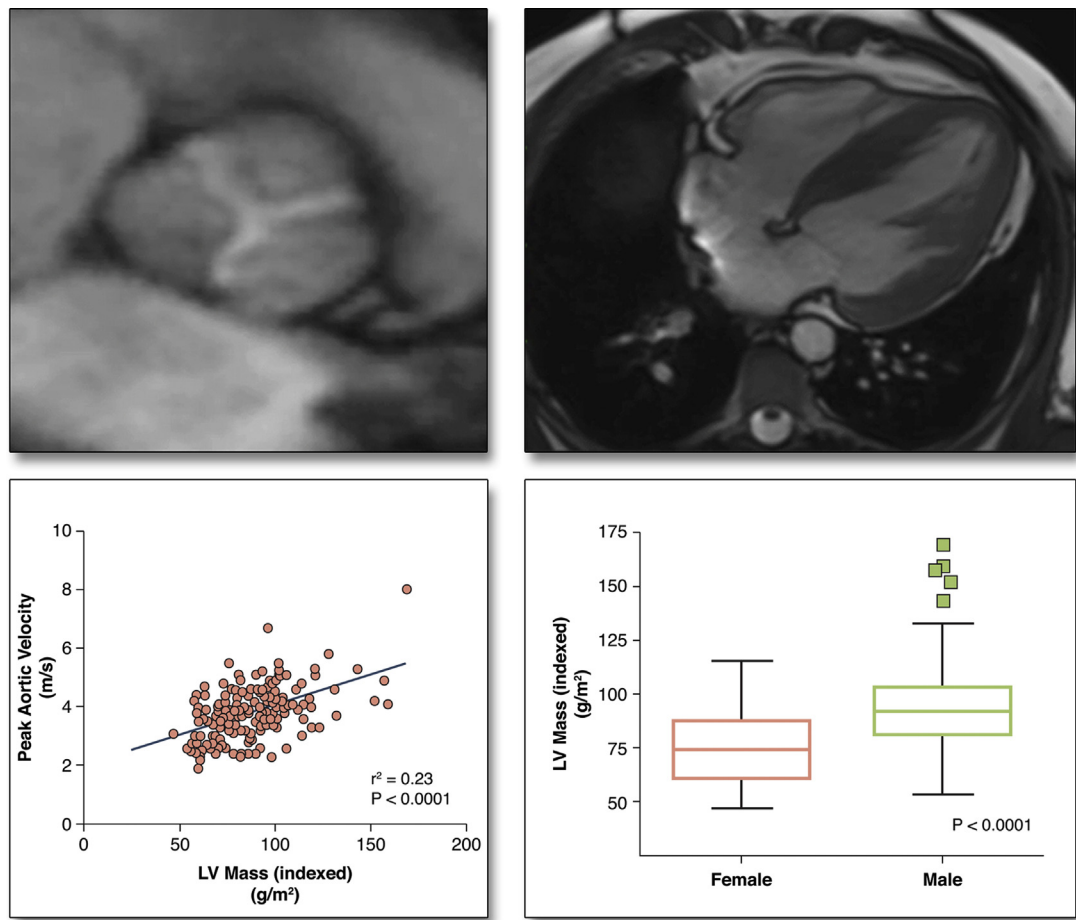 10
8
6
4
2
0
Peak Aortic Velocity
(m/s)
r² = 0.23
P < 0.0001
0 50 100 150 200
LV Mass (indexed)
(g/m²)
175
150
125
100
75
50
LV Mass (indexed)
(g/m²)
P < 0.0001
Female Male